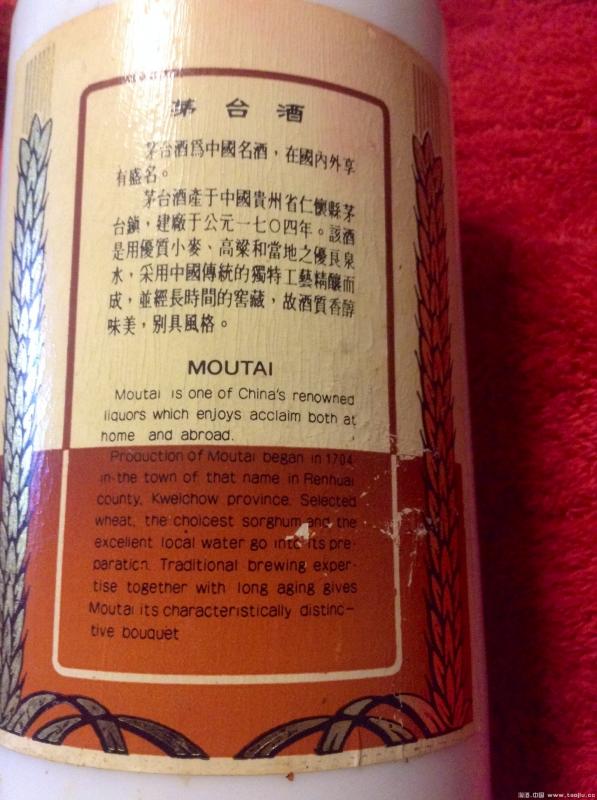 茅台酒
茅台酒爲中國名酒，在國內外享
有盛名。
茅台酒產于中國貴州省仁懷縣茅
台鎮，建廠于公元一七〇四年。該酒
是用優質小麥、高粱和當地之優良泉
水，采用中國傳統的獨特工藝精釀而
成，並經長時間的窖藏，故酒質香醇
味美，別具風格。
MOUTAI
Moutai is one of China's renowned
liquors which enjoys acclaim both at
home and abroad.
Production of Moutai began in 1704
in the town of that name in Renhuai
county, Kweichow province. Selected
wheat, the choicest sorghum and the
excellent local water go into its pre-
paration. Traditional brewing exper-
tise together with long aging gives
Moutai its characteristically distinc-
tive bouquet
淘酒.中国 www.taojiu.cc